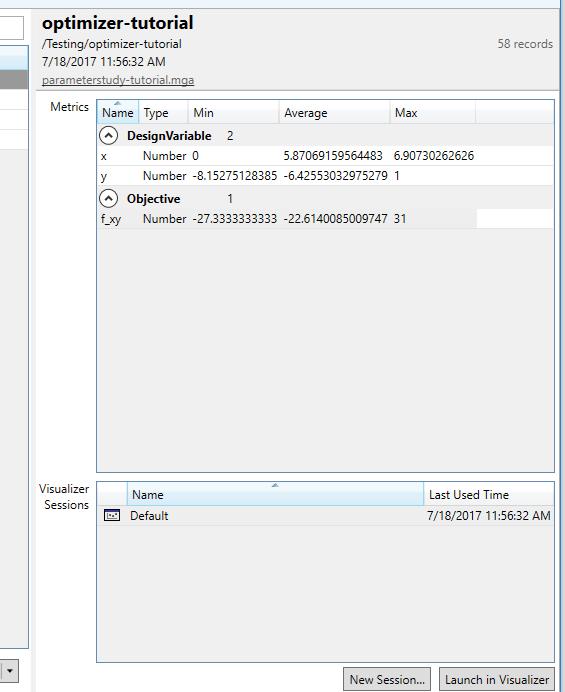 optimizer-tutorial
/Testing/optimizer-tutorial
58 records
7/18/2017 11:56:32 AM
parameterstudy-tutorial.mga
Metrics
Name Type Min Average Max
DesignVariable 2
x Number 0 5.87069159564483 6.90730262626
y Number -8.15275128385 -6.42553032975279 1
Objective 1
f_xy Number -27.3333333333 -22.6140085009747 31
Visualizer Sessions
Name Last Used Time
Default 7/18/2017 11:56:32 AM
New Session... Launch in Visualizer